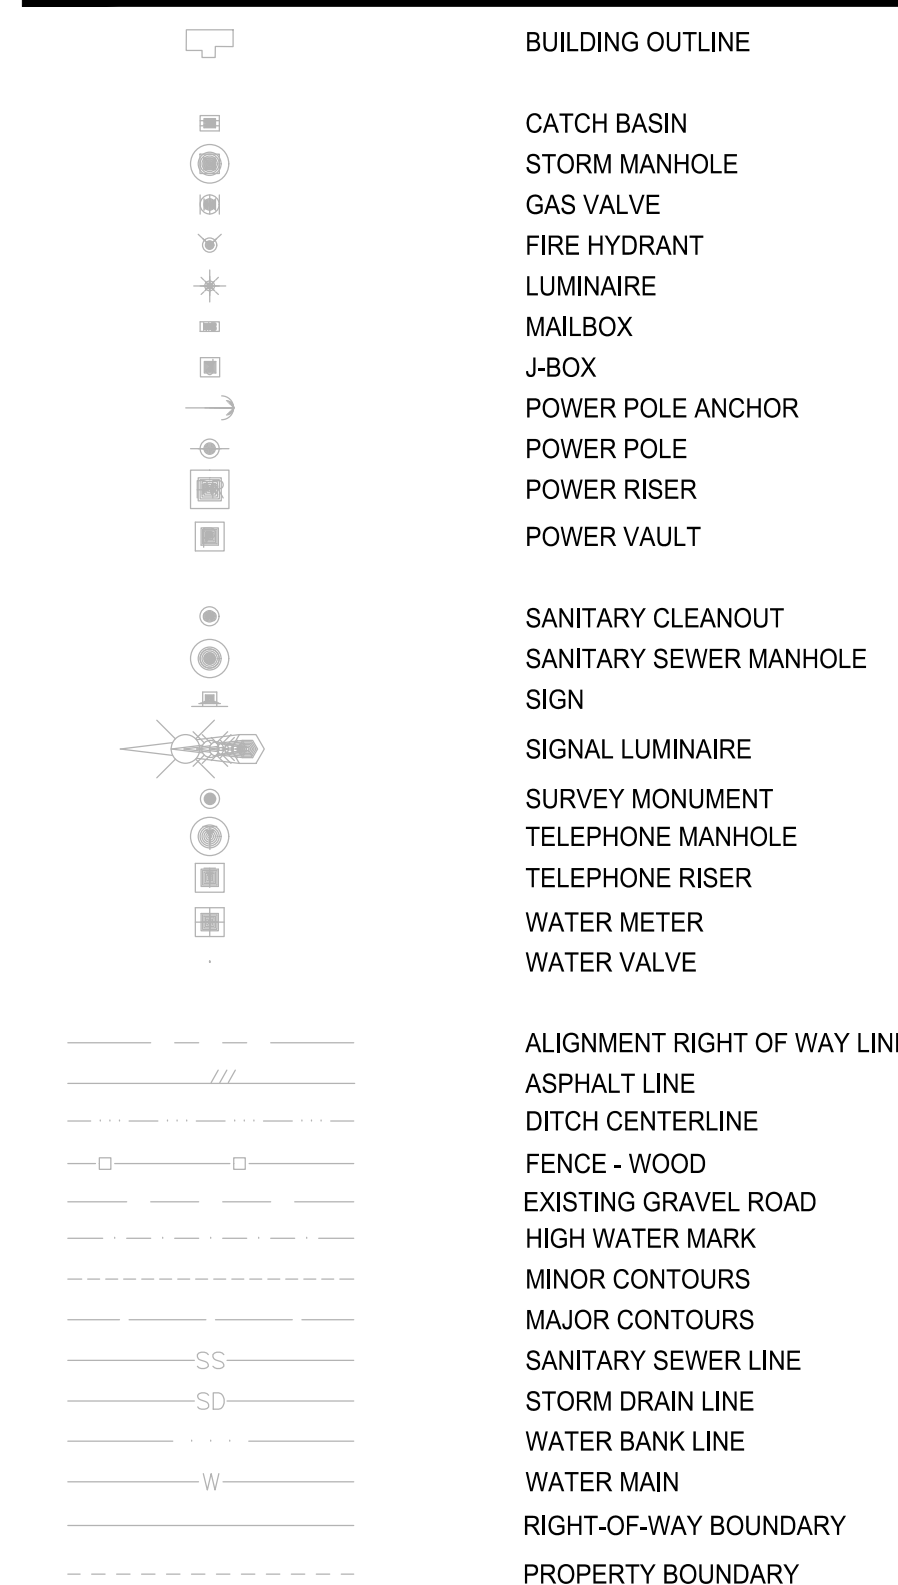 BUILDING OUTLINE
CATCH BASIN
STORM MANHOLE
GAS VALVE
FIRE HYDRANT
LUMINAIRE
MAILBOX
J-BOX
POWER POLE ANCHOR
POWER POLE
POWER RISER
POWER VAULT
SANITARY CLEANOUT
SANITARY SEWER MANHOLE
SIGN
SIGNAL LUMINAIRE
SURVEY MONUMENT
TELEPHONE MANHOLE
TELEPHONE RISER
WATER METER
WATER VALVE
ALIGNMENT RIGHT OF WAY
ASPHALT LINE
DITCH CENTERLINE
FENCE - WOOD
EXISTING GRAVEL ROAD
HIGH WATER MARK
MINOR CONTOURS
MAJOR CONTOURS
SS SANITARY SEWER LINE
SD STORM DRAIN LINE
WATER BANK LINE
W WATER MAIN
RIGHT-OF-WAY BOUNDARY
PROPERTY BOUNDARY